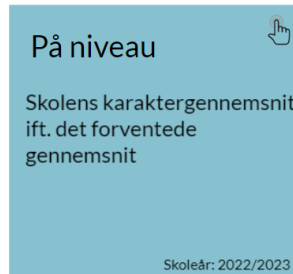 På niveau
Skolens karaktergennemsnit
ift. det forventede
gennemsnit
Skoleår: 2022/2023